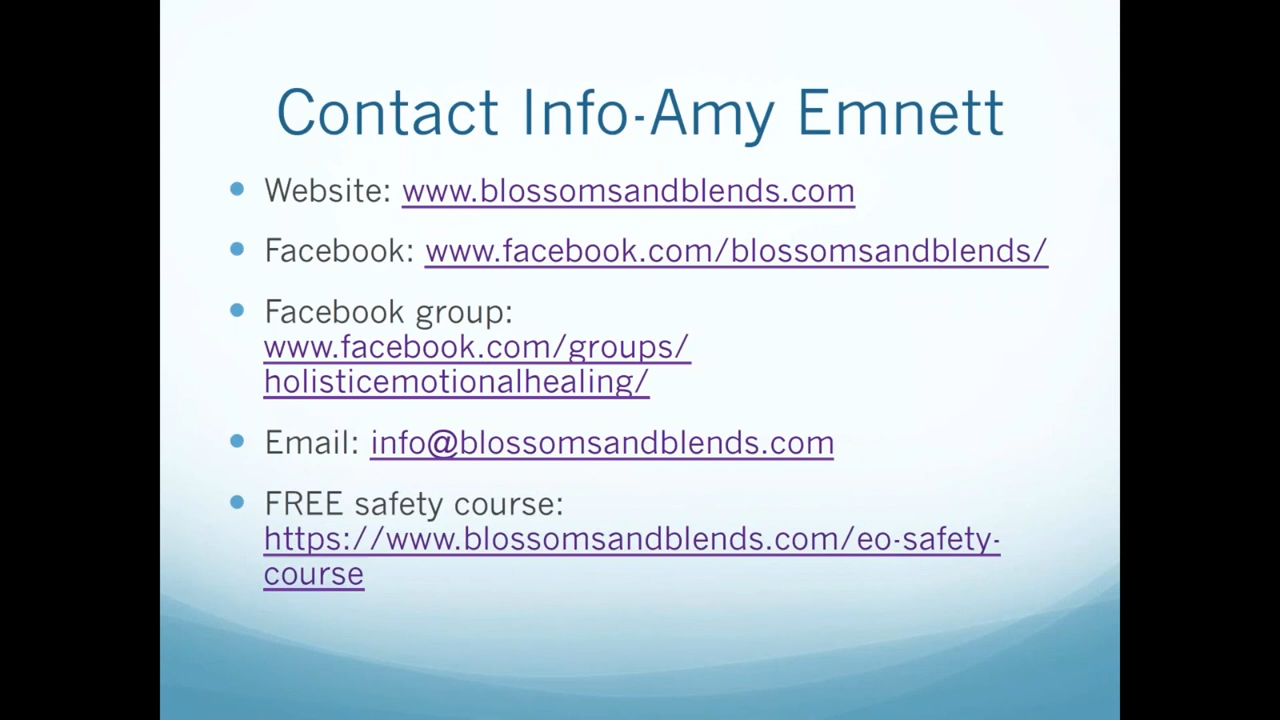 Contact Info-Amy Emnett
Website: www.blossomsandblends.com
Facebook: www.facebook.com/blossomsandblends/
Facebook group:
www.facebook.com/groups/
holisticemotionalhealing/
Email: info@blossomsandblends.com
FREE safety course:
https://www.blossomsandblends.com/eo-safety-
course